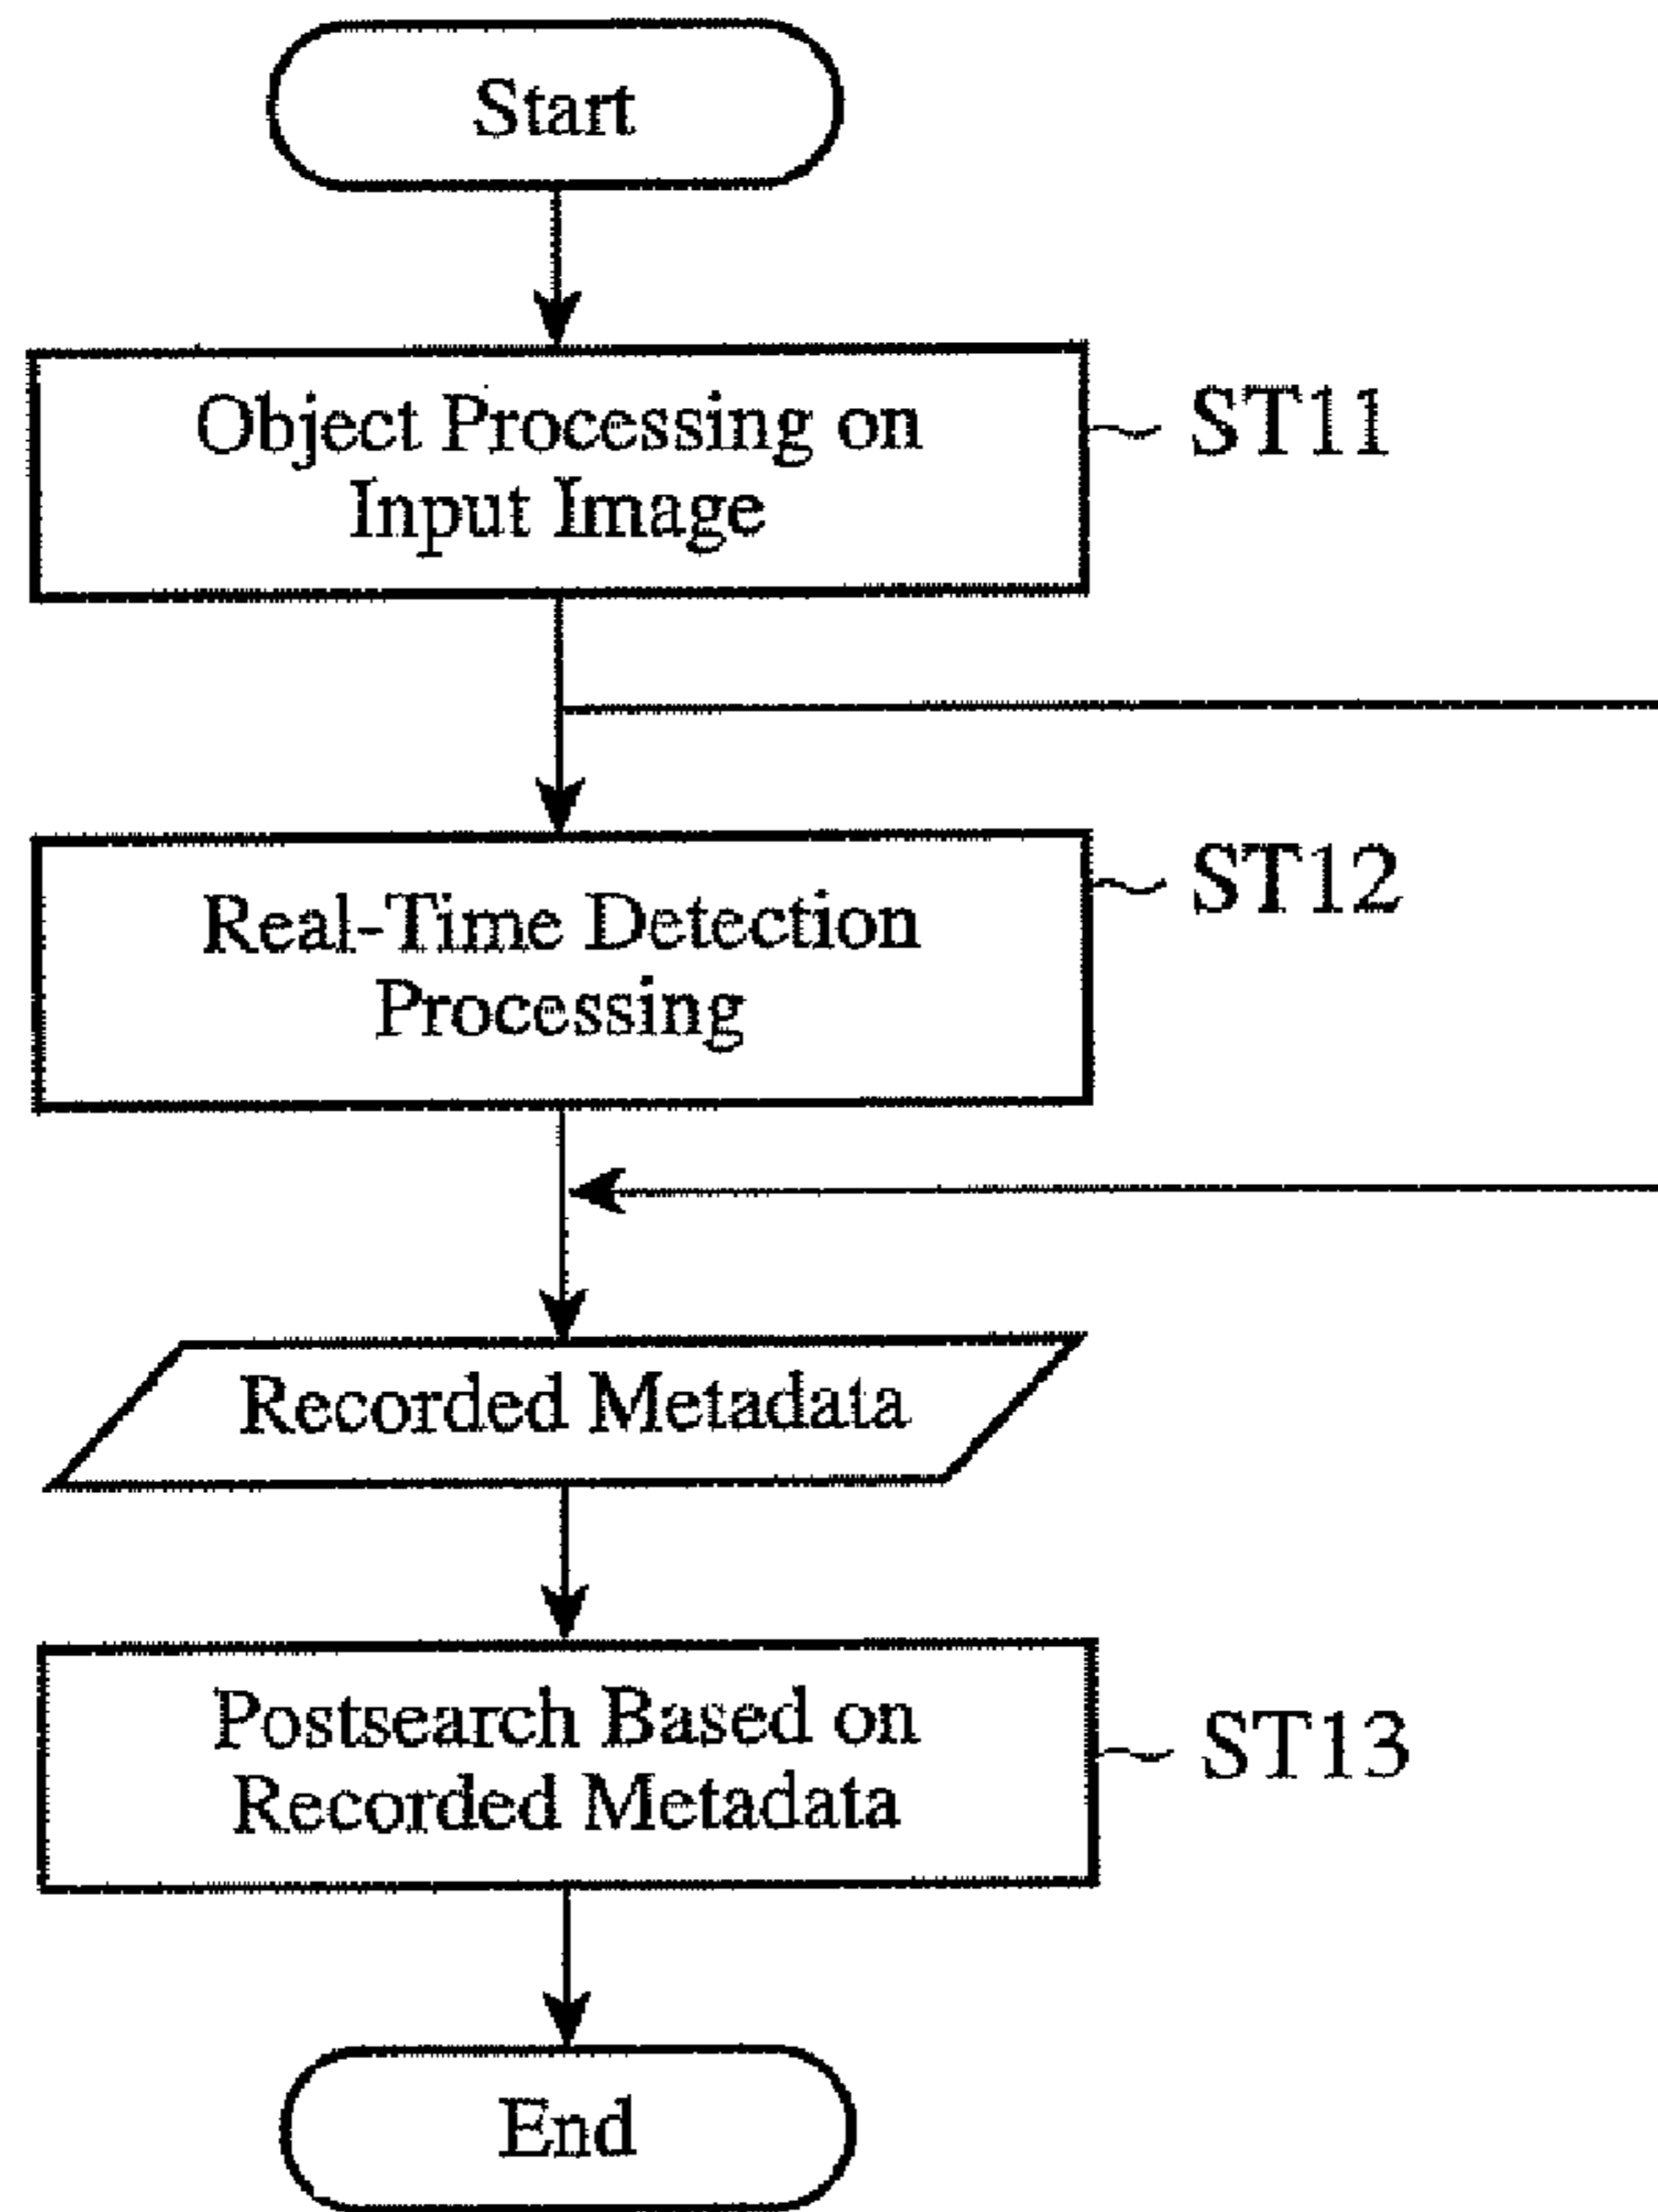 Start
Object Processing on
Input Image
ST11
Real-Time Detection
Processing
ST12
Recorded Metadata
Postsearch Based on
Recorded Metadata
ST13
End